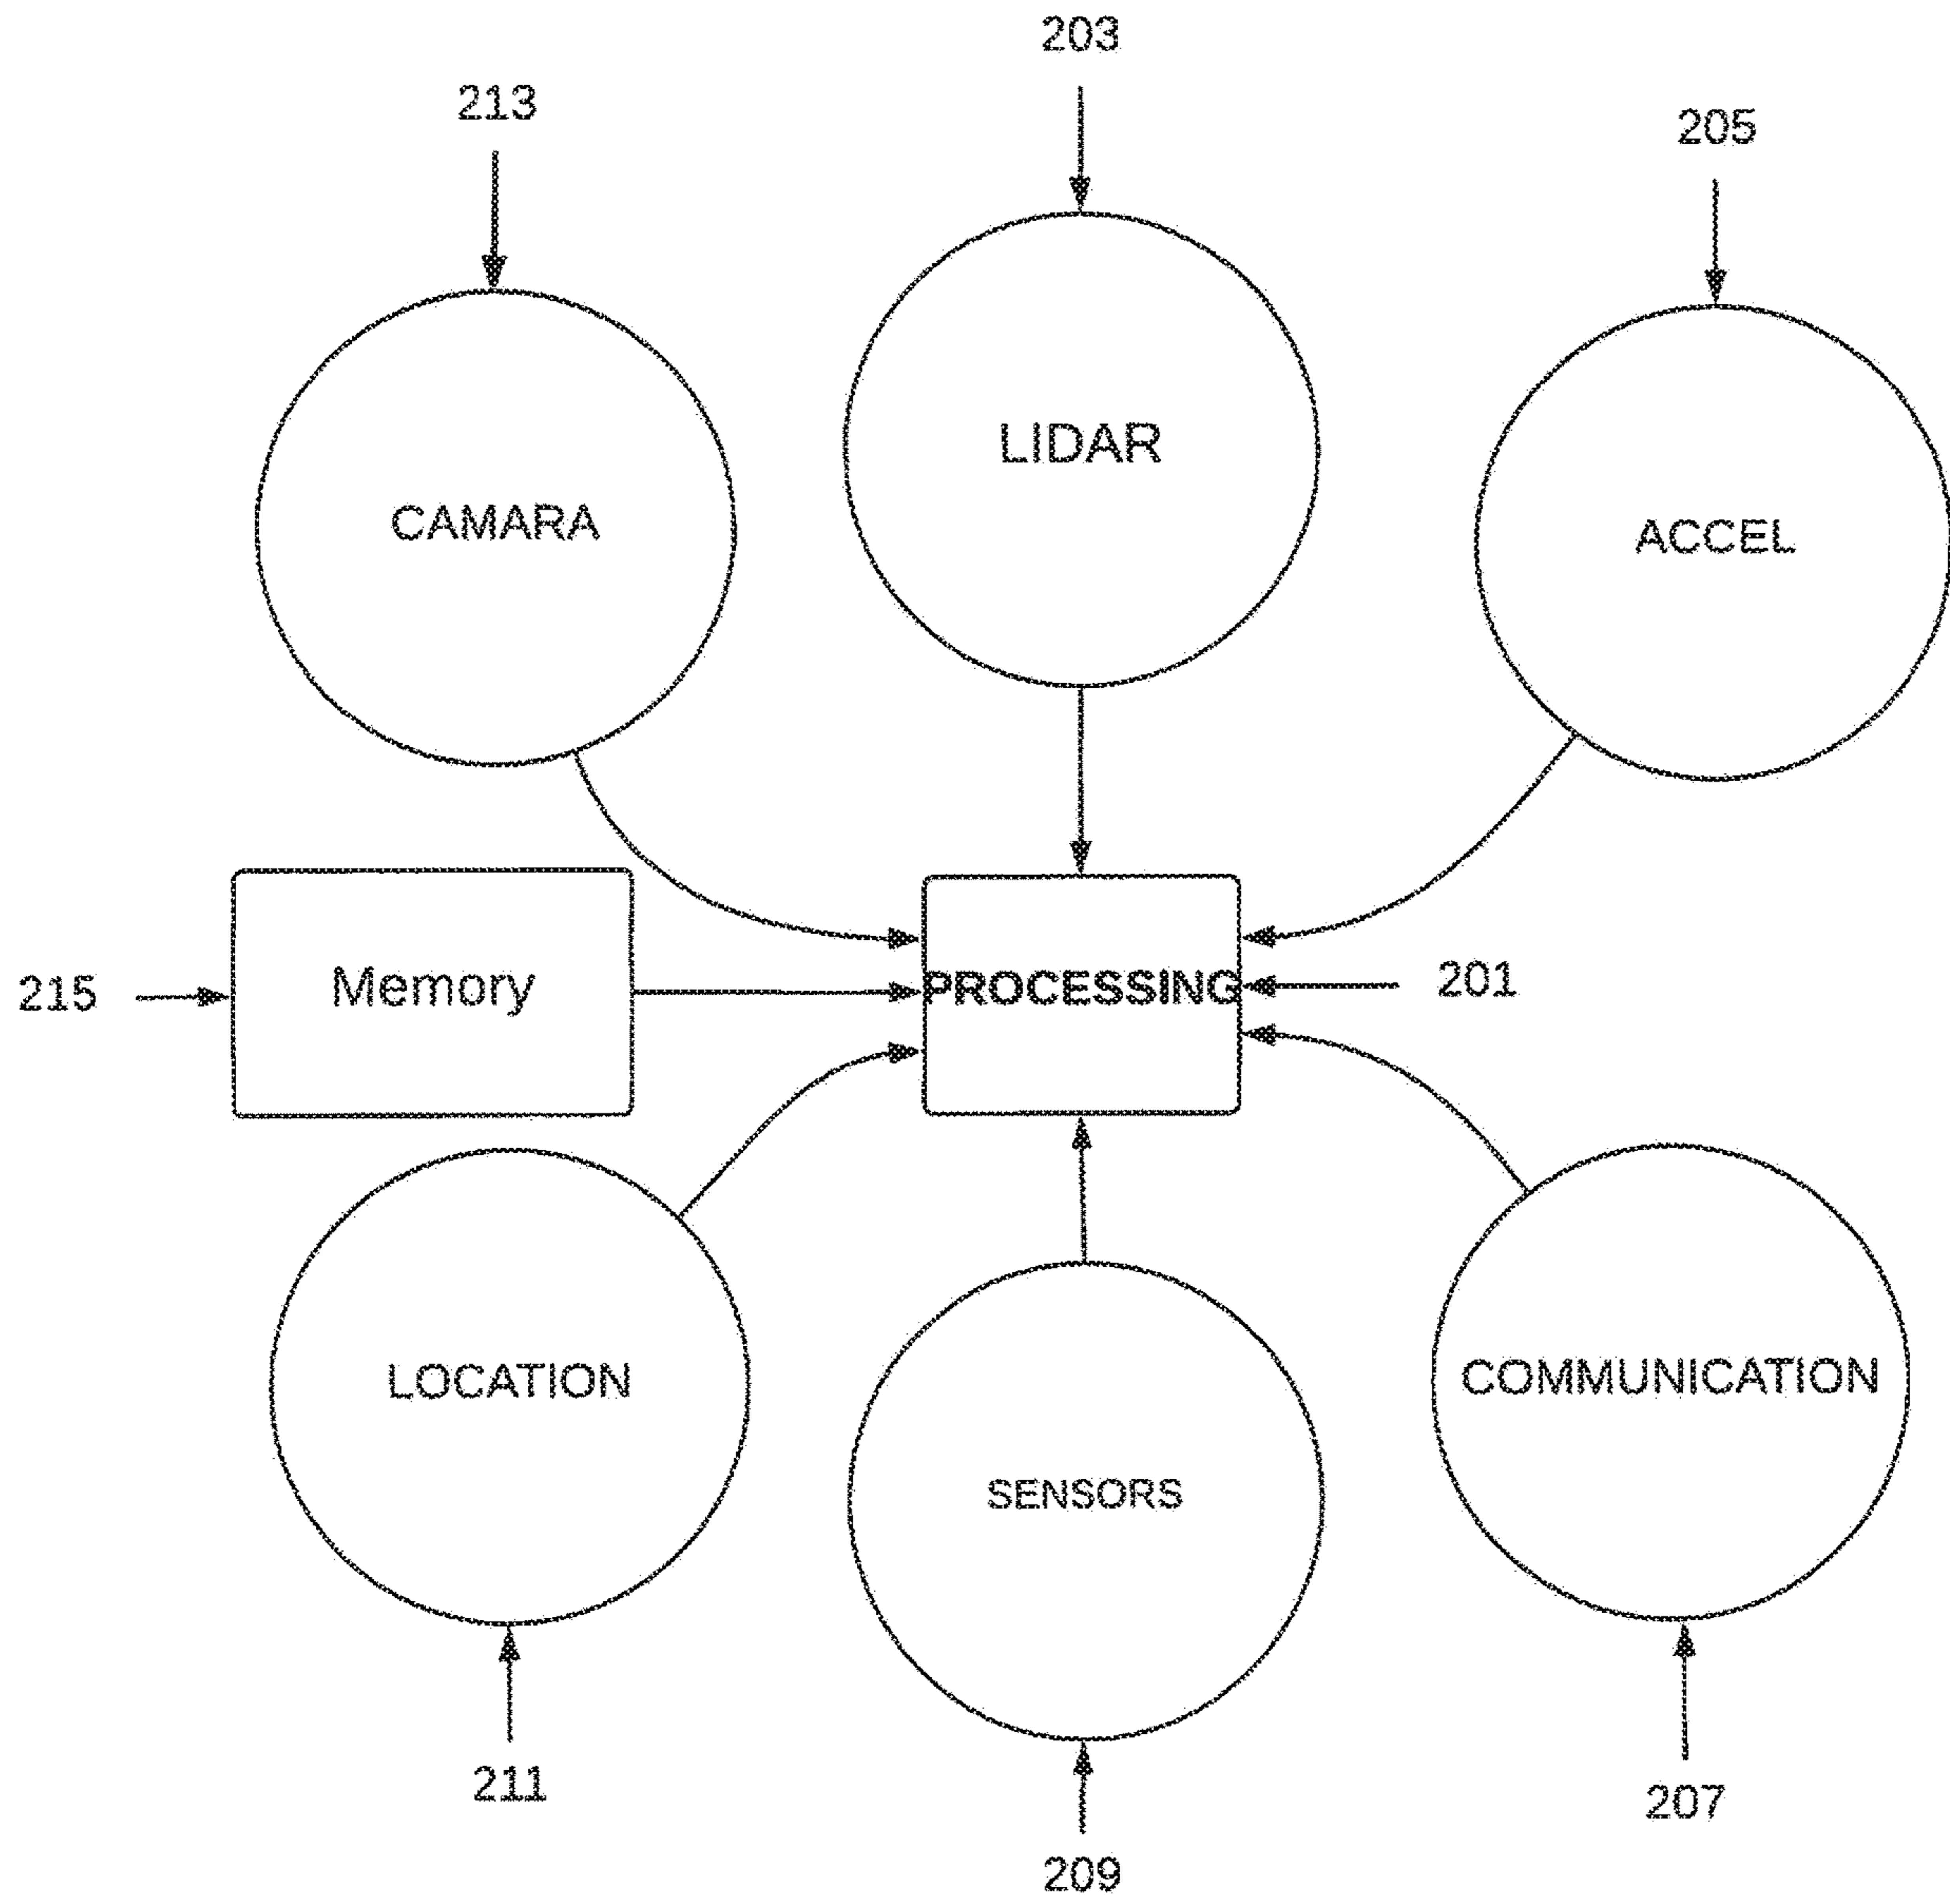 203
213
205
LIDAR
CAMARA
ACCEL
215
Memory
PROCESSING
201
LOCATION
COMMUNICATION
SENSORS
211
207
209